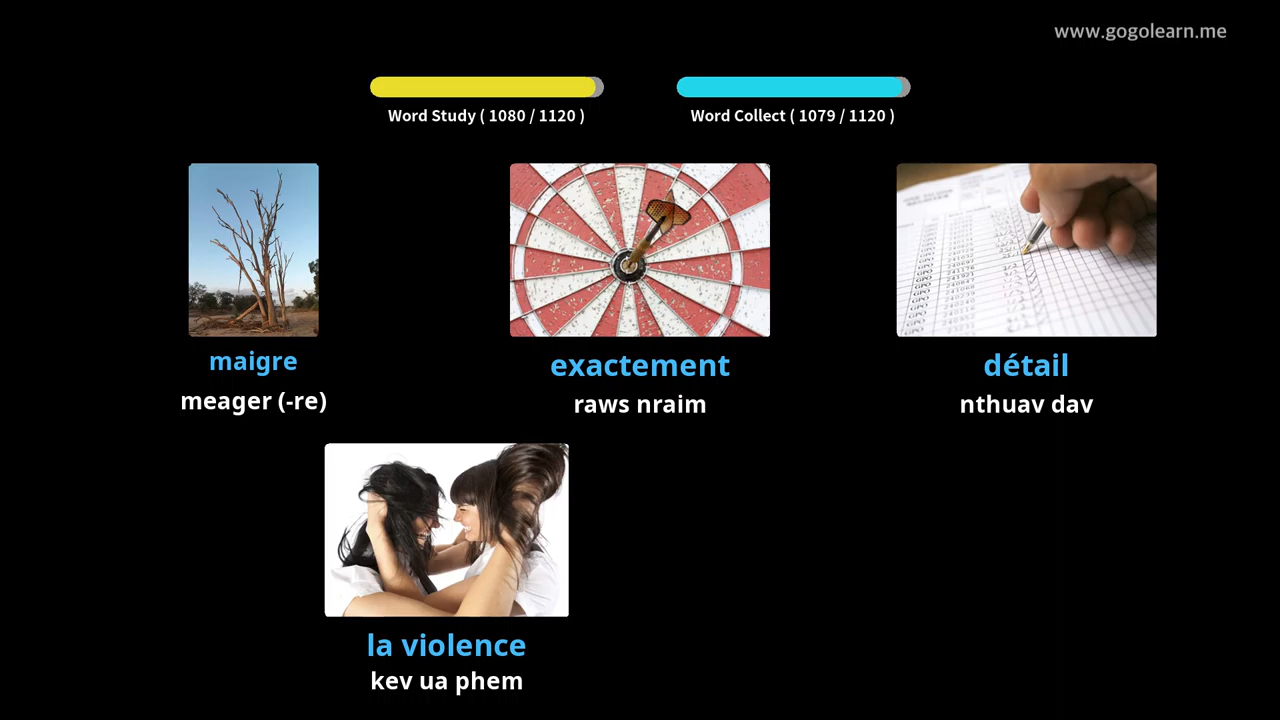 www.gogolearn.me
Word Study ( 1080 / 1120 )
Word Collect ( 1079 / 1120 )
maigre
meager (-re)
exactement
raws nraim
détail
nthuav dav
la violence
kev ua phem